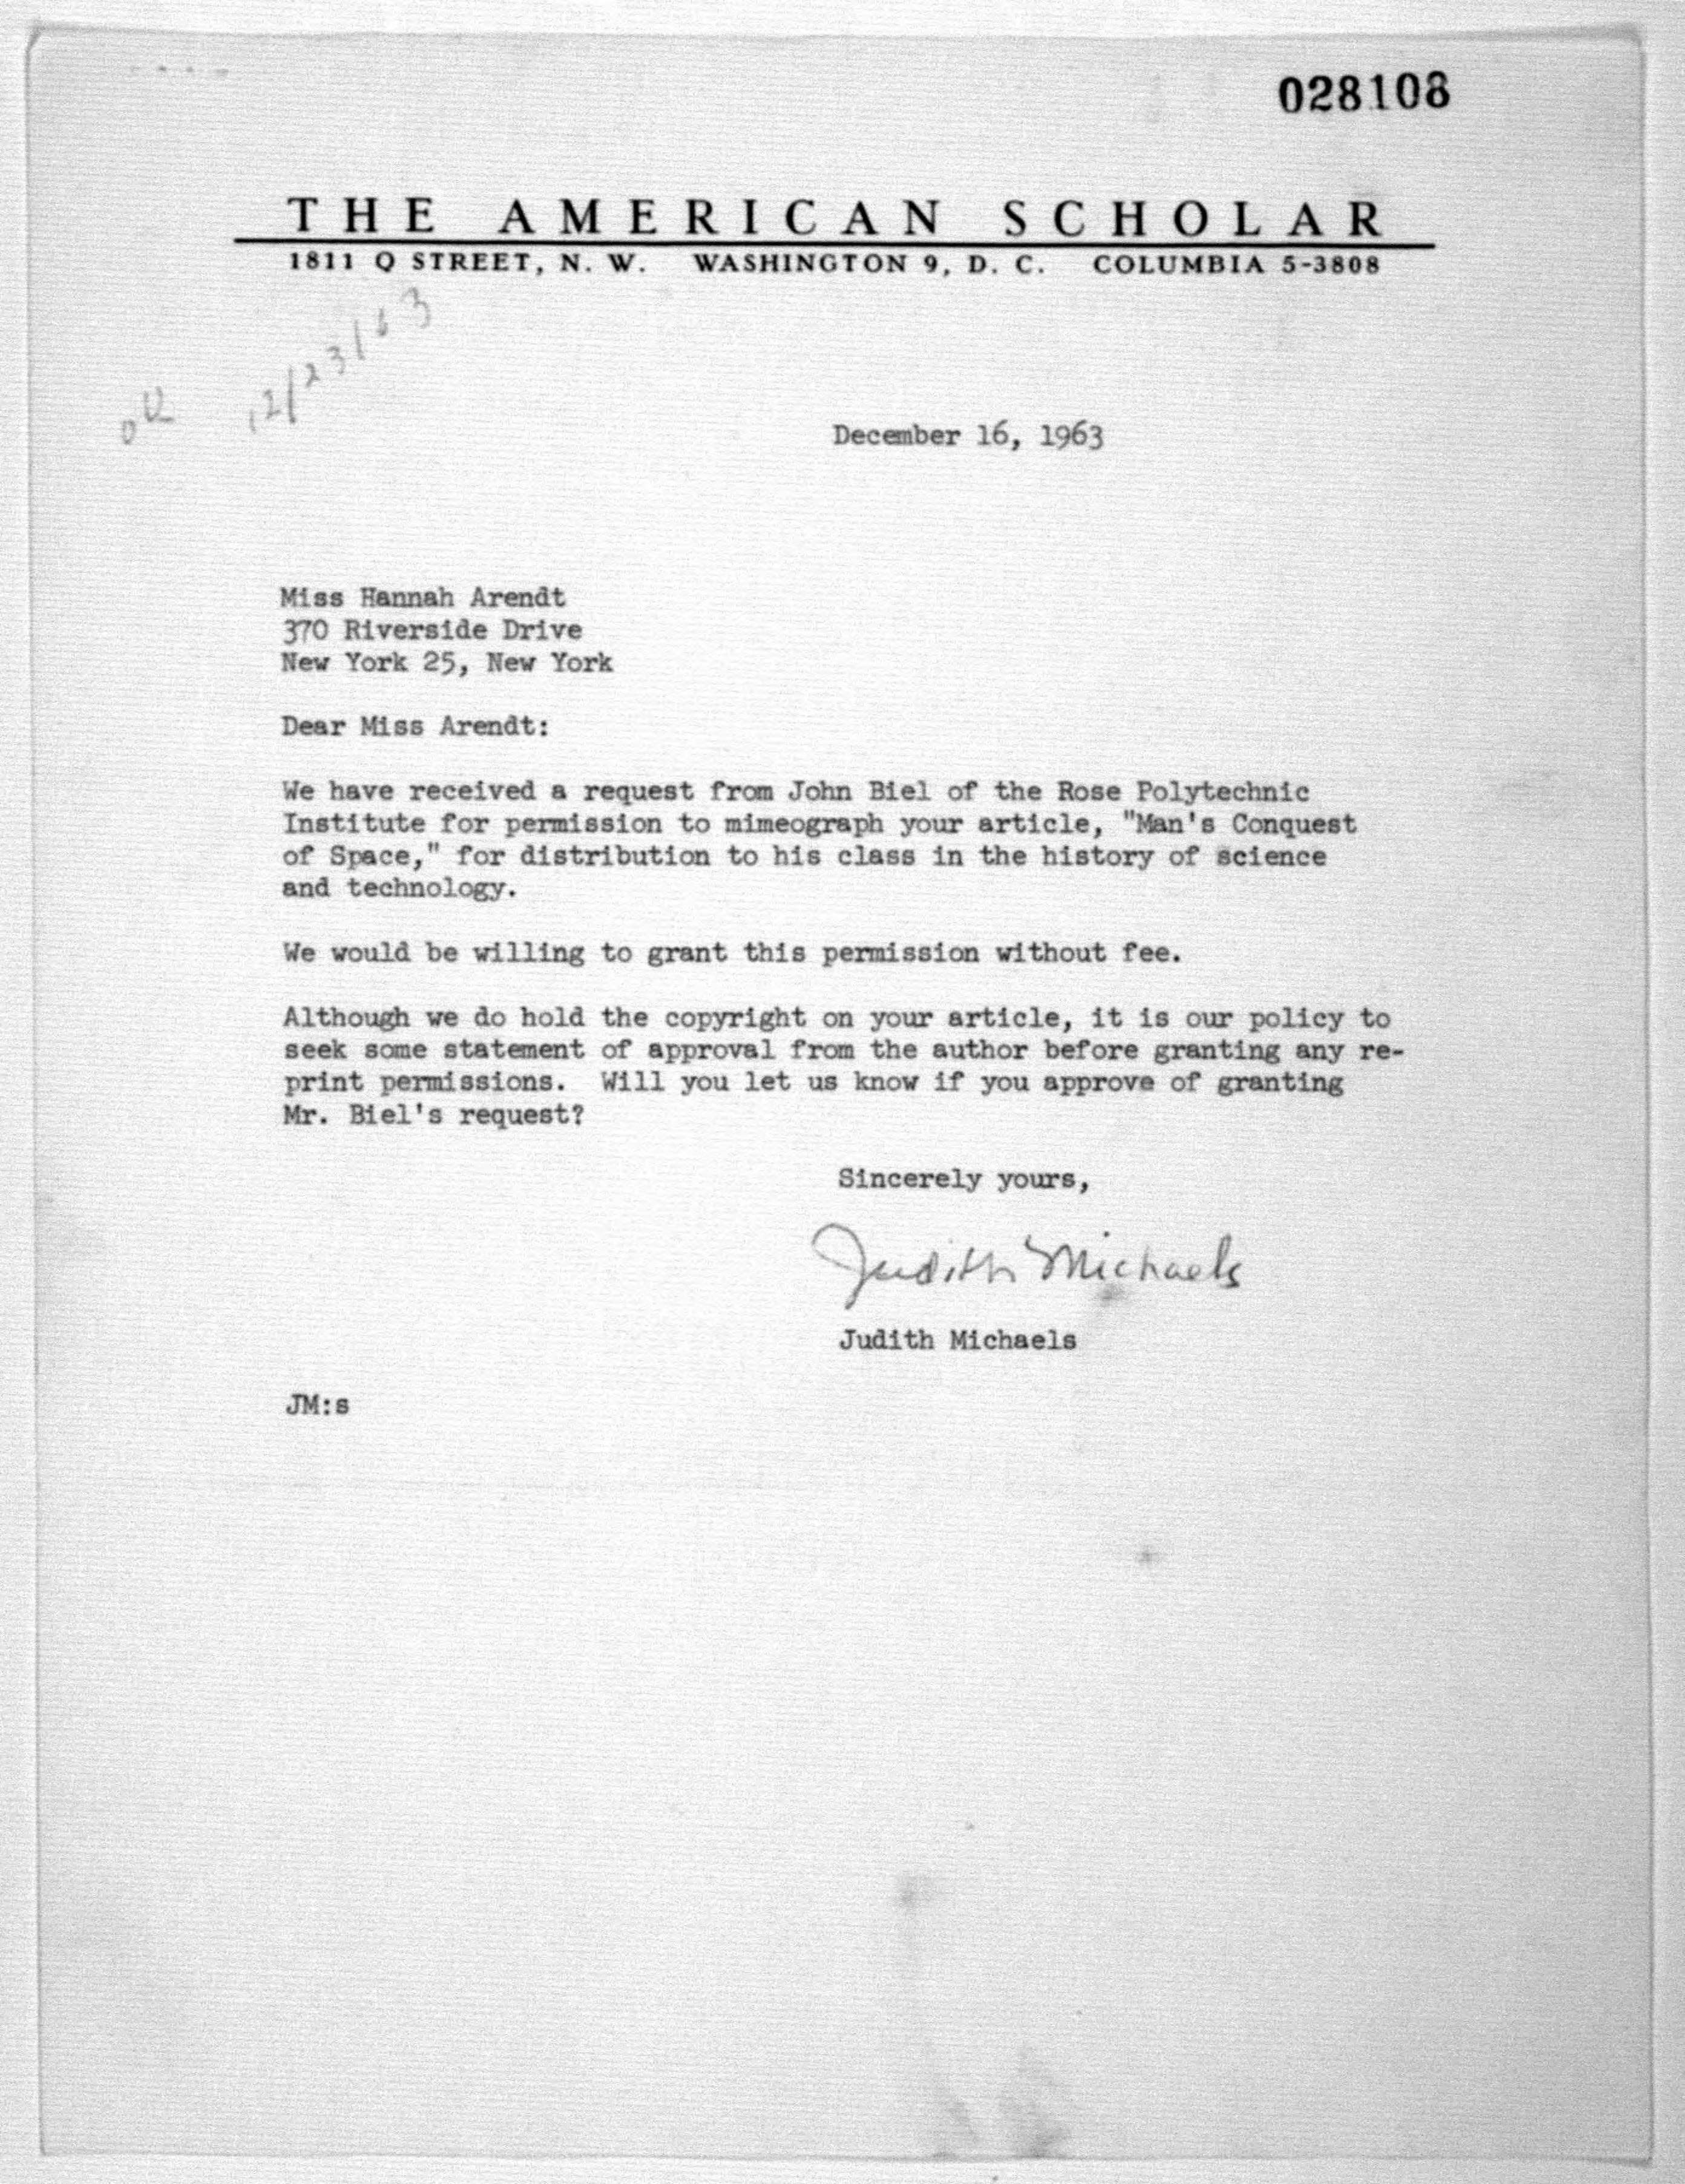 028108
THE AMERICAN SCHOLAR
1811 Q STREET, N. W. WASHINGTON 9, D. C. COLUMBIA 5-3808
OK 12/23/63
December 16, 1963
Miss Hannah Arendt
370 Riverside Drive
New York 25, New York
Dear Miss Arendt:
We have received a request from John Biel of the Rose Polytechnic
Institute for permission to mimeograph your article, "Man's Conquest
of Space," for distribution to his class in the history of science
and technology.
We would be willing to grant this permission without fee.
Although we do hold the copyright on your article, it is our policy to
seek some statement of approval from the author before granting any re-
print permissions. Will you let us know if you approve of granting
Mr. Biel's request?
Sincerely yours,
Judith Michaels
Judith Michaels
JM:s